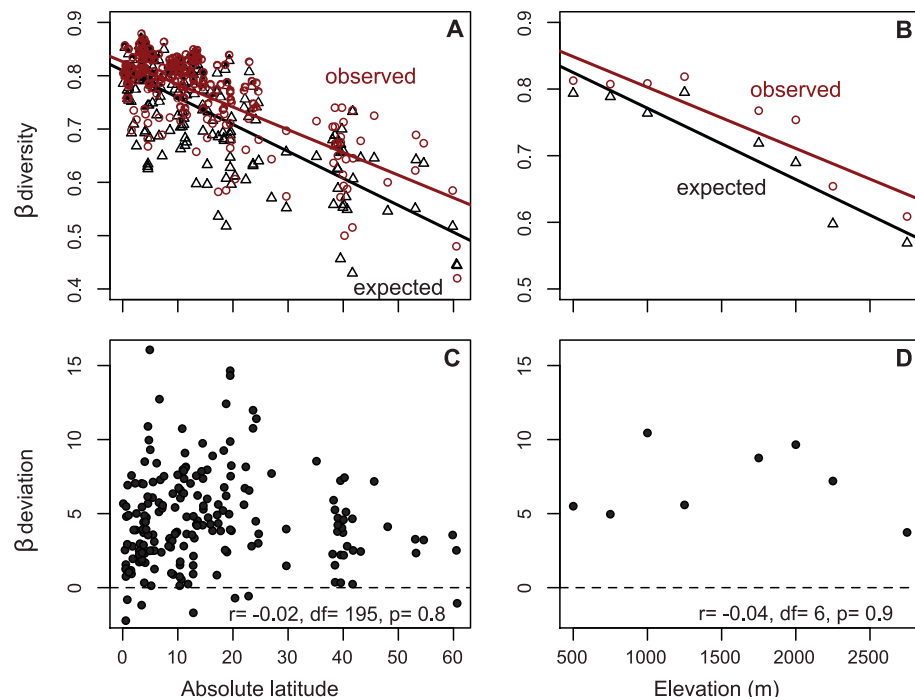 A
0.9
0.8
0.7
0.6
0.5
0.4
β diversity
observed
expected
B
0.9
0.8
0.7
0.6
0.5
observed
expected
C
15
10
5
0
β deviation
r= -0.02, df= 195, p= 0.8
0 10 20 30 40 50 60
Absolute latitude
D
15
10
5
0
r= -0.04, df= 6, p= 0.9
500 1000 1500 2000 2500
Elevation (m)